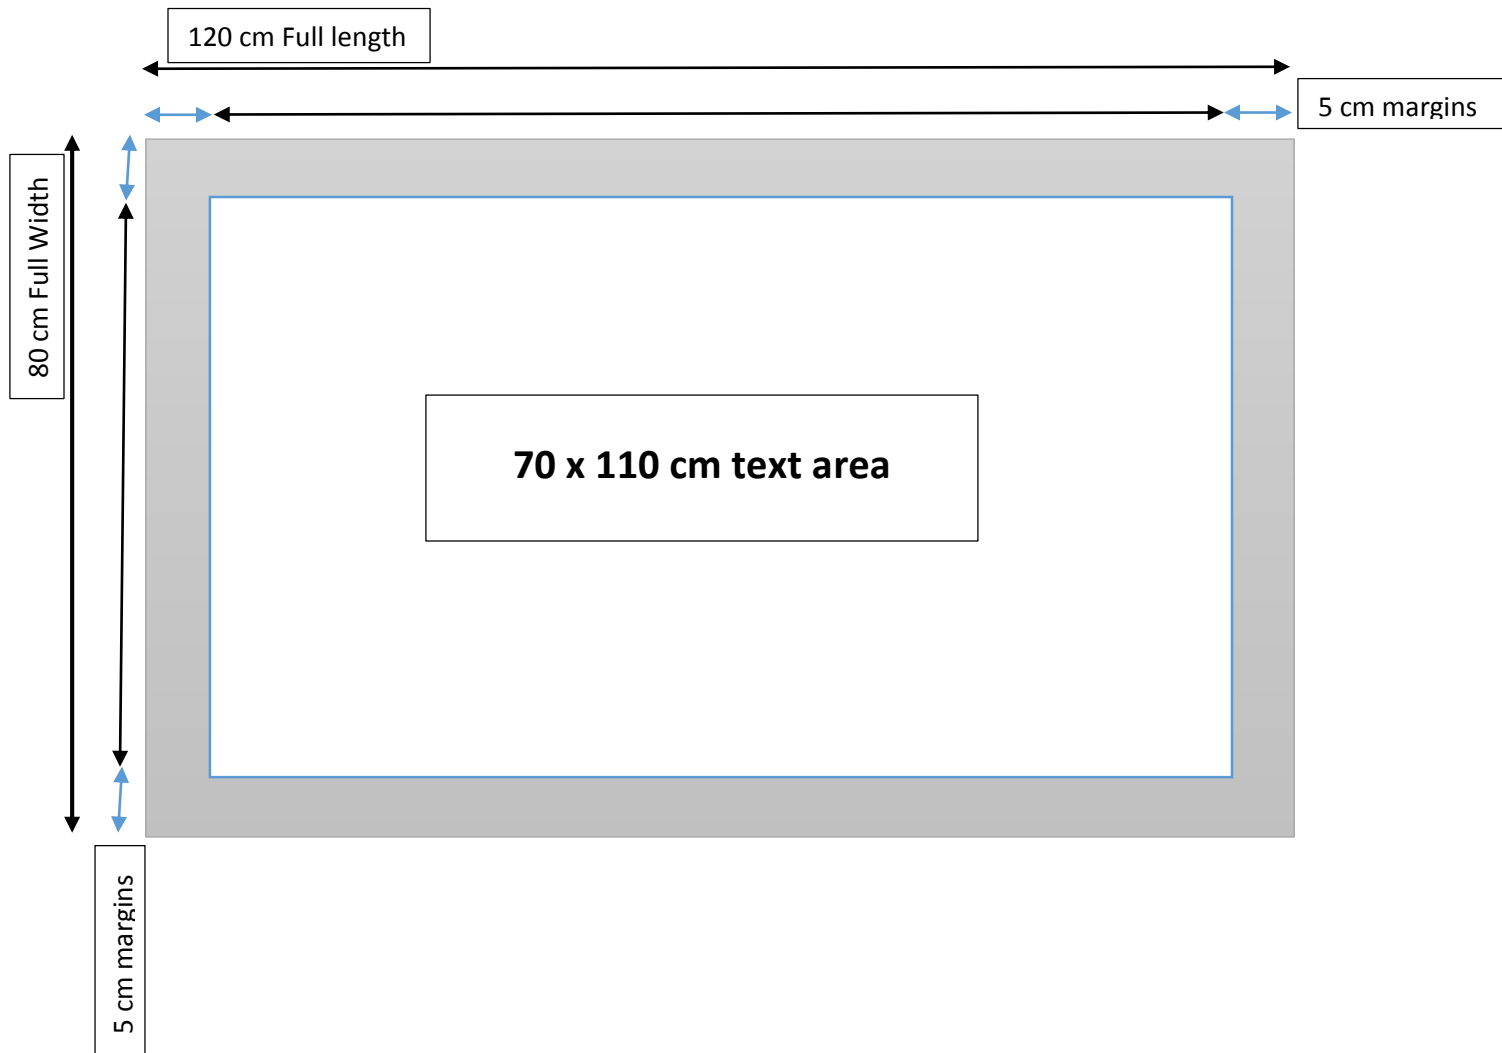 120 cm Full length
5 cm margins
80 cm Full Width
70 x 110 cm text area
5 cm margins